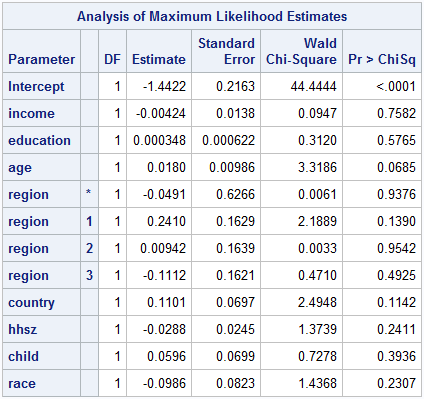 Analysis of Maximum Likelihood Estimates
Parameter DF Estimate Standard Error Wald Chi-Square Pr > ChiSq
Intercept 1 -1.4422 0.2163 44.4444 <.0001
income 1 -0.00424 0.0138 0.0947 0.7582
education 1 0.000348 0.000622 0.3120 0.5765
age 1 0.0180 0.00986 3.3186 0.0685
region * 1 -0.0491 0.6266 0.0061 0.9376
region 1 1 0.2410 0.1629 2.1889 0.1390
region 2 1 0.00942 0.1639 0.0033 0.9542
region 3 1 -0.1112 0.1621 0.4710 0.4925
country 1 0.1101 0.0697 2.4948 0.1142
hhsz 1 -0.0288 0.0245 1.3739 0.2411
child 1 0.0596 0.0699 0.7278 0.3936
race 1 -0.0986 0.0823 1.4368 0.2307